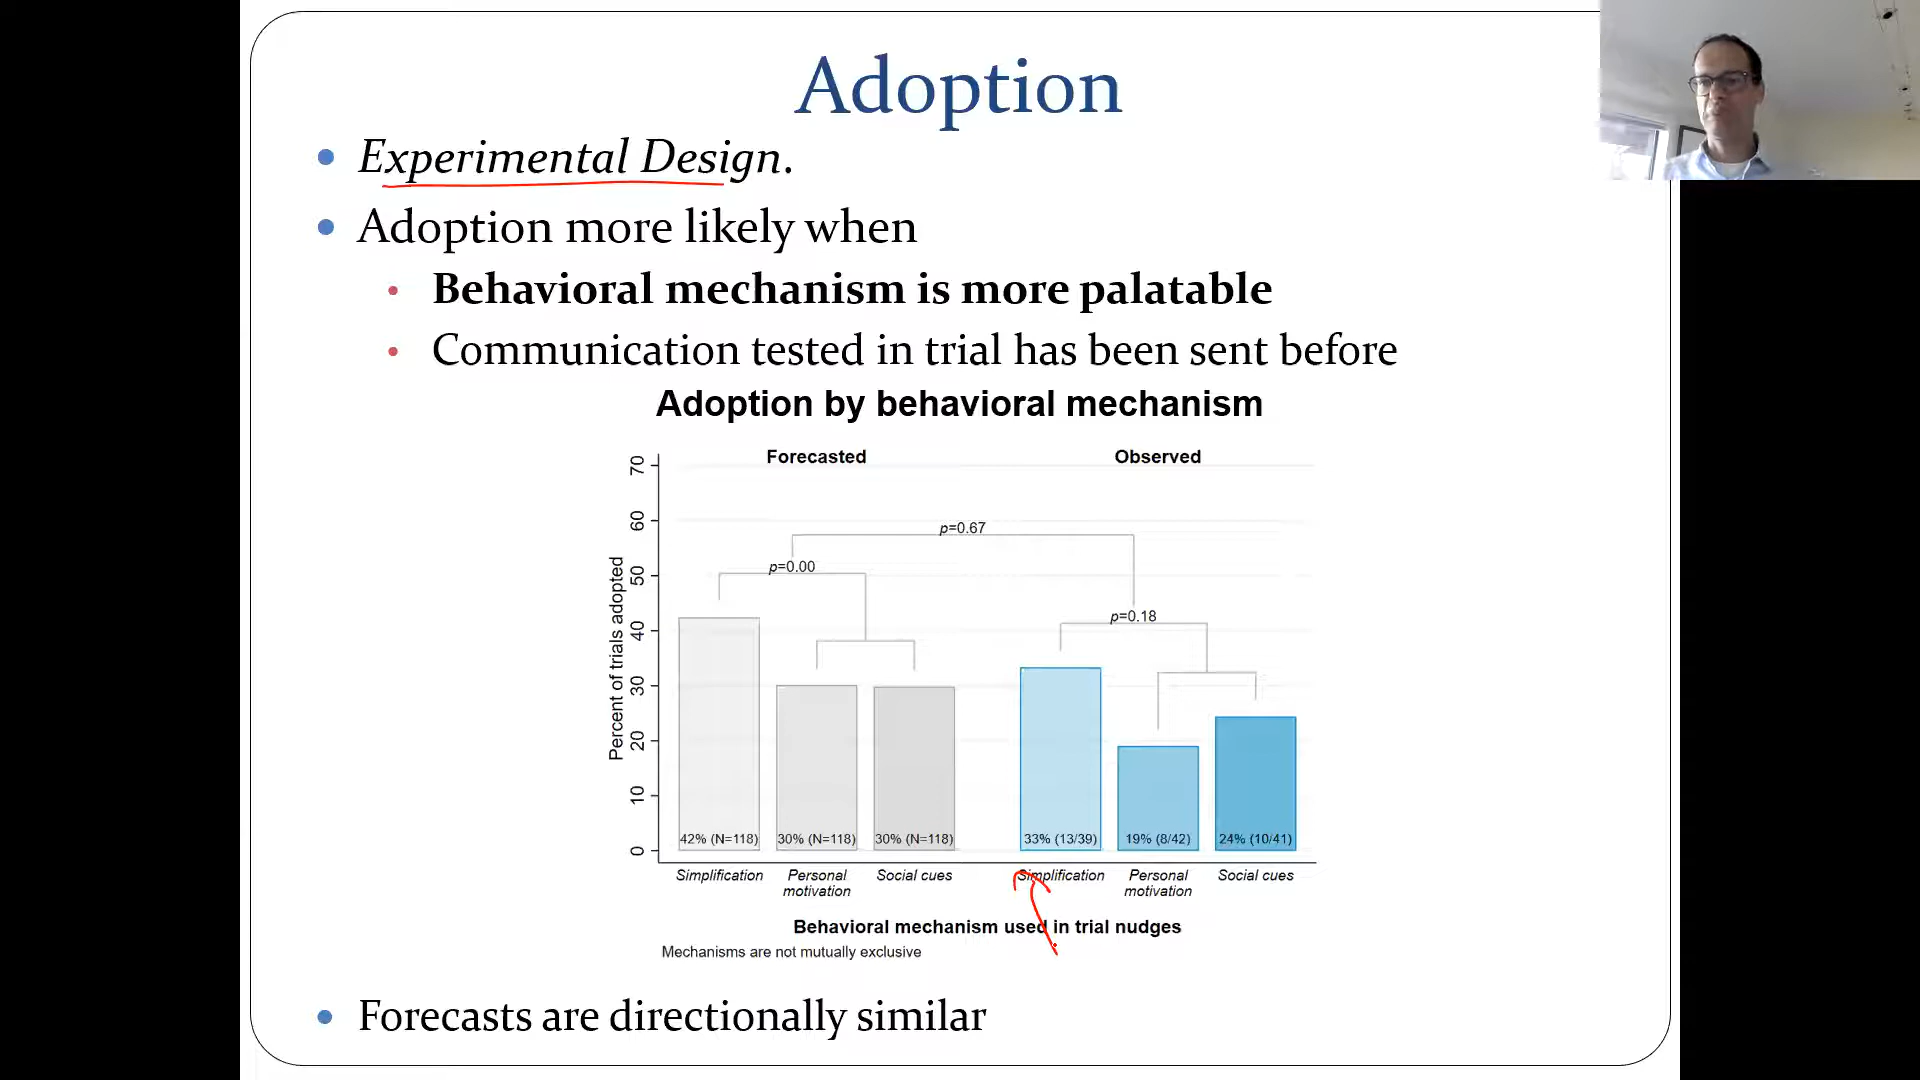 Adoption
Experimental Design.
Adoption more likely when
Behavioral mechanism is more palatable
Communication tested in trial has been sent before
Adoption by behavioral mechanism
Forecasted Observed
Percent of trials adopted
70
60
50
40
30
20
10
0
p=0.67
p=0.00
p=0.18
42% (N=118) 30% (N=118) 30% (N=118) 33% (13/39) 19% (8/42) 24% (10/41)
Simplification Personal Social cues Simplification Personal Social cues
motivation motivation
Behavioral mechanism used in trial nudges
Mechanisms are not mutually exclusive
Forecasts are directionally similar